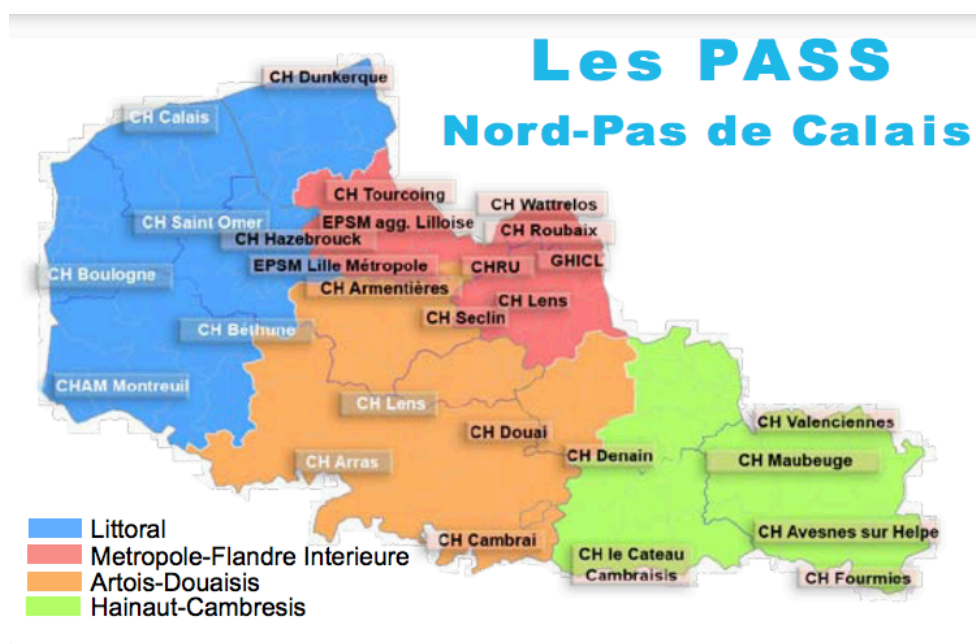 Les PASS
Nord-Pas de Calais
CH Dunkerque
CH Calais
CH Tourcoing
CH Wattrelos
CH Saint Omer
EPSM agg. Lilloise
CH Roubaix
CH Hazebrouck
GHICL
EPSM Lille Métropole
CHRU
CH Boulogne
CH Armentières
CH Lens
CH Seclin
CH Béthune
CHAM Montreuil
CH Lens
CH Valenciennes
CH Douai
CH Denain
CH Maubeuge
CH Arras
CH Avesnes sur Helpe
CH Cambrai
CH le Cateau
Cambraisis
CH Fourmies
Littoral
Metropole-Flandre Interieure
Artois-Douaisis
Hainaut-Cambresis